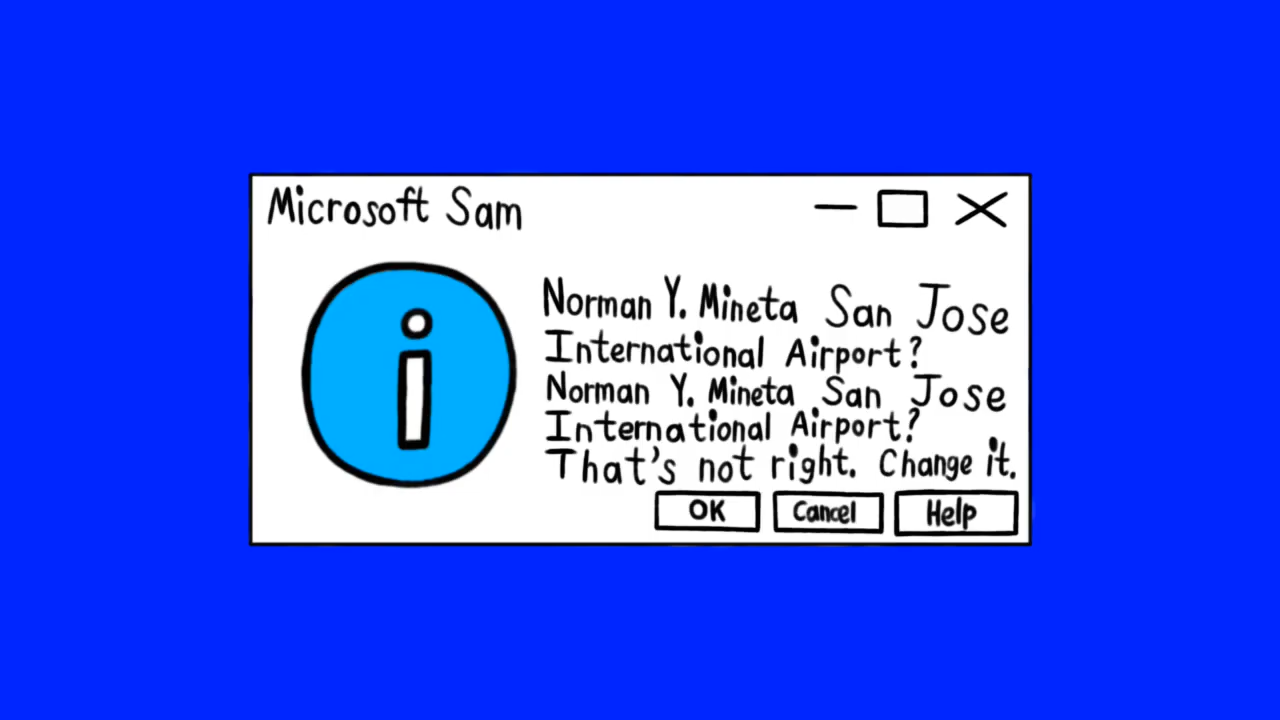 Microsoft Sam
i
Norman Y. Mineta San Jose
International Airport?
Norman Y. Mineta San Jose
International Airport?
That's not right. Change it.
OK Cancel Help